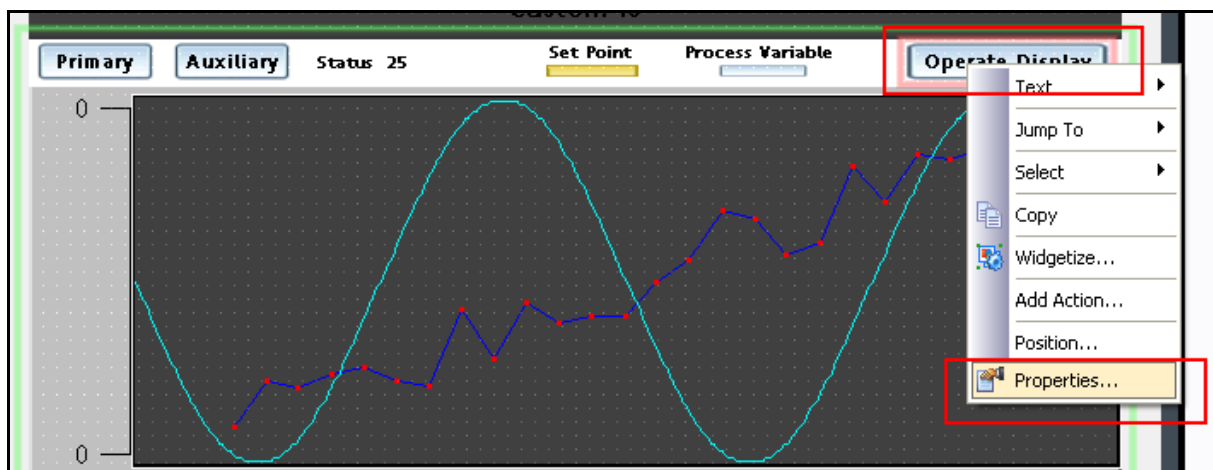 Primary Auxiliary Status 25 Set Point Process Variable Operate Display
0
0
Text
Jump To
Select
Copy
Widgetize...
Add Action...
Position...
Properties...